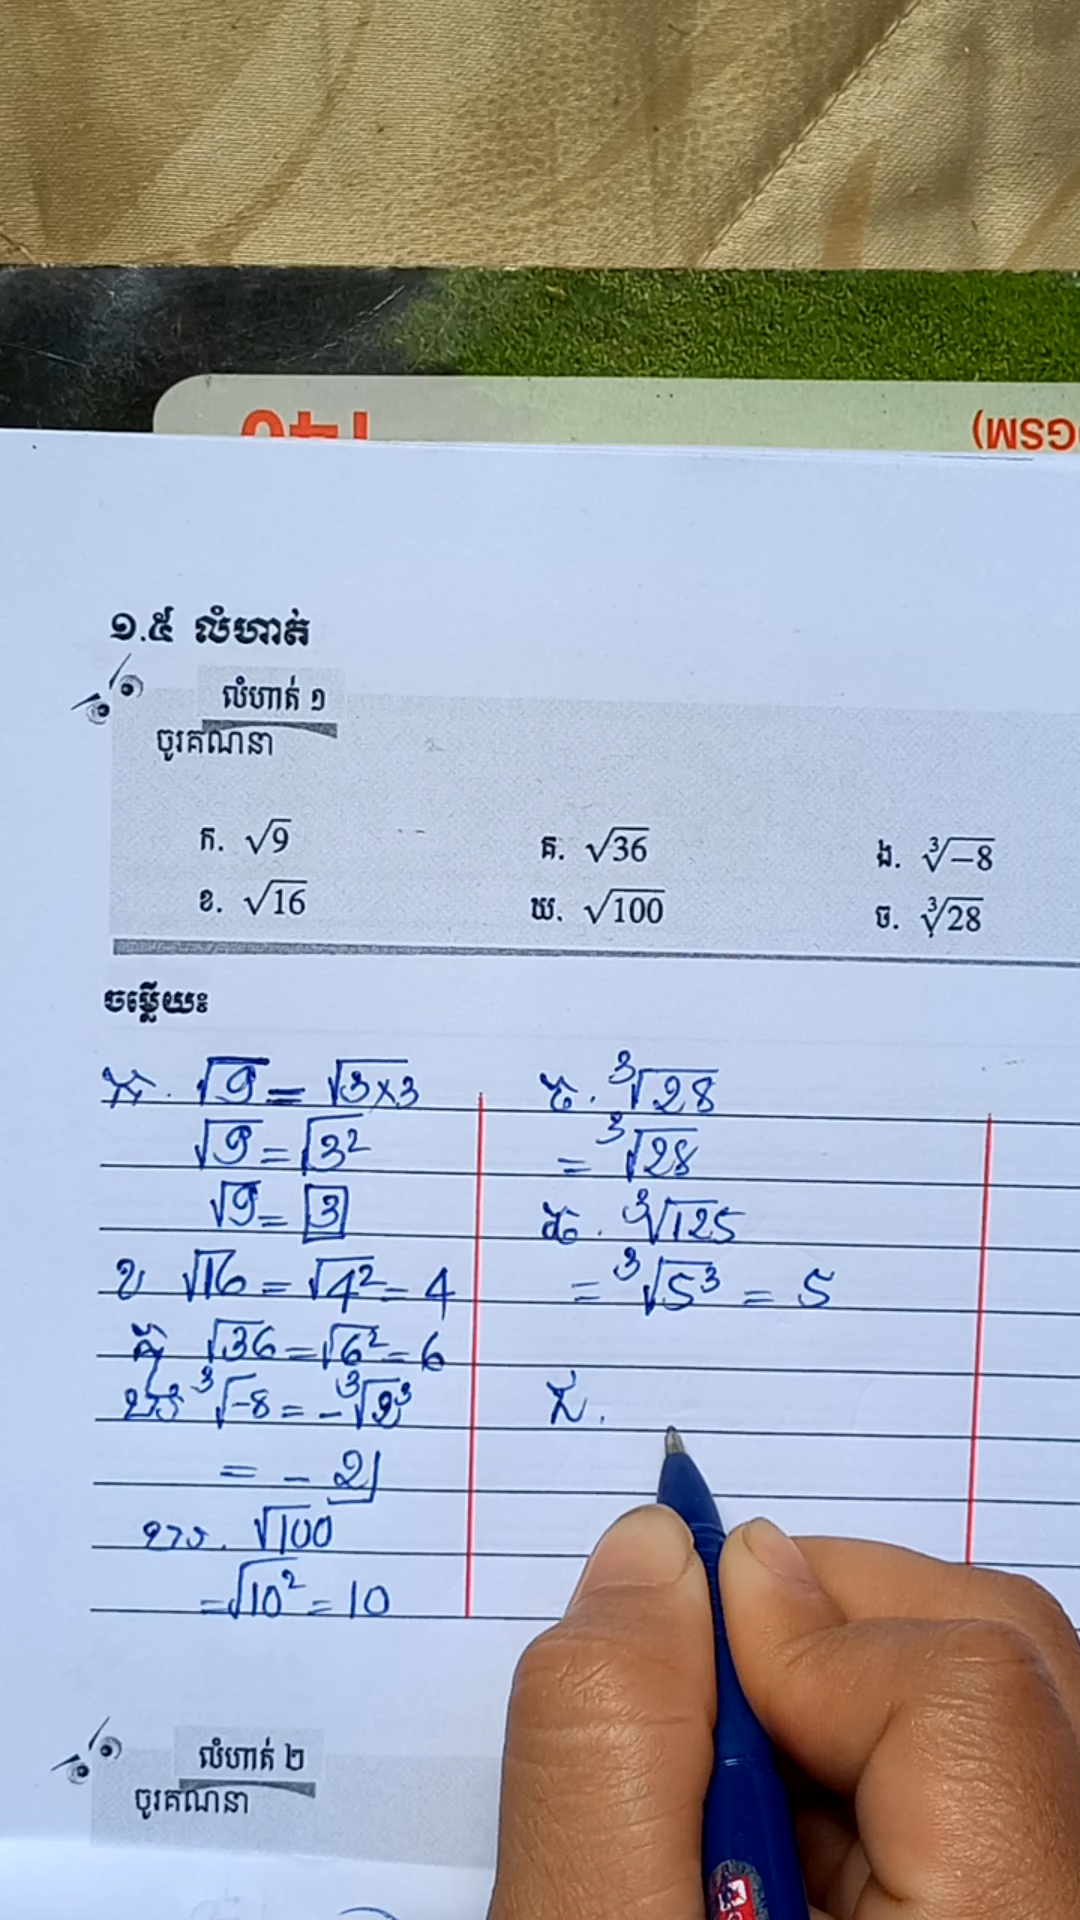 (WSG
១.៥ លំហាត់
លំហាត់ ១
ចូរគណនា
ក. √9
គ. √36
ង. ∛−8
ខ. √16
ឃ. √100
ច. ∛28
ចម្លើយ៖
ក. √9 = √3×3
√9 = √3²
√9 = 3
ខ √16 = √4² = 4
គ √36 = √6² = 6
∛-8 = -∛2³
= - 2
ឃ. √100
= √10² = 10
ច. ∛28
= ∛28
ឆ. ∛125
= ∛5³ = 5
ជ.
លំហាត់ ២
ចូរគណនា